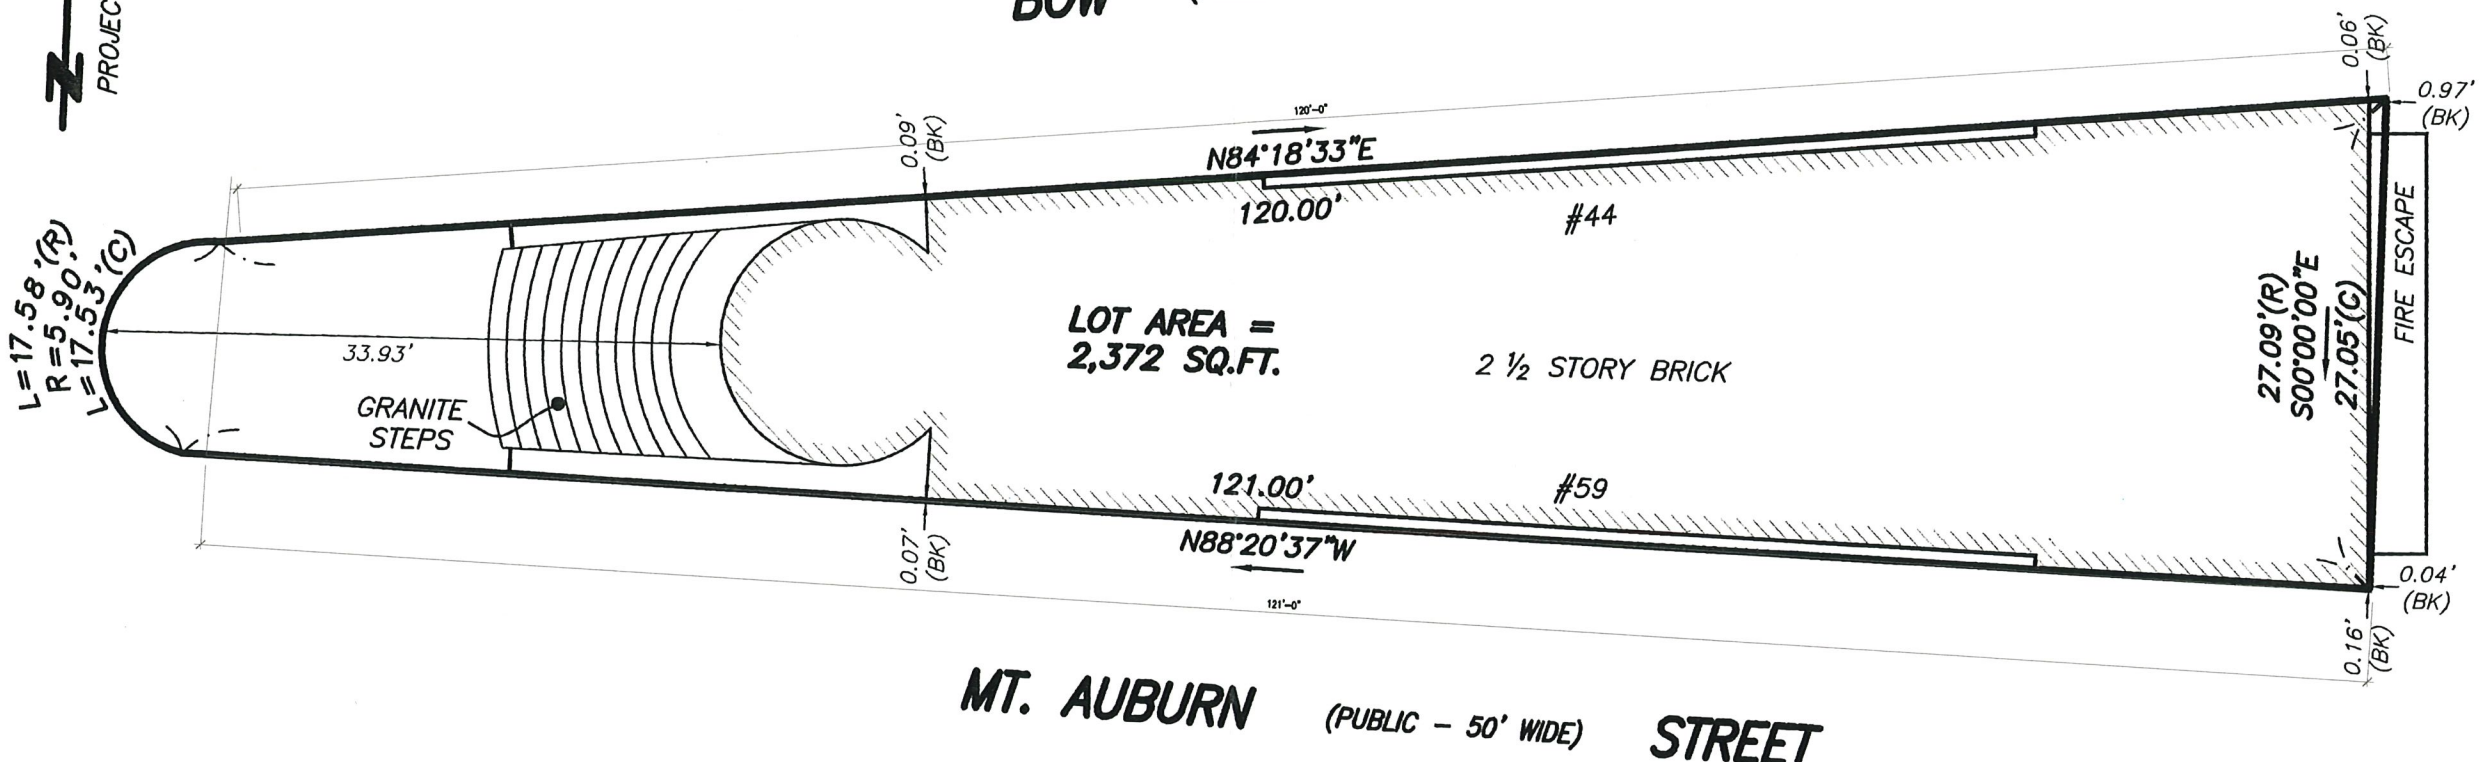 BOW
N
PROJEC
0.06'
(BK)
0.97'
(BK)
120'-0"
0.09'
(BK)
N84°18'33"E
120.00'
#44
FIRE ESCAPE
L=17.58'(R)
R=5.90'
L=17.53'(C)
33.93'
GRANITE
STEPS
LOT AREA =
2,372 SQ.FT.
2 ½ STORY BRICK
27.09'(R)
S00°00'00"E
27.05'(C)
121.00'
#59
N88°20'37"W
0.07'
(BK)
121'-0"
0.04'
(BK)
0.16'
(BK)
MT. AUBURN (PUBLIC - 50' WIDE) STREET